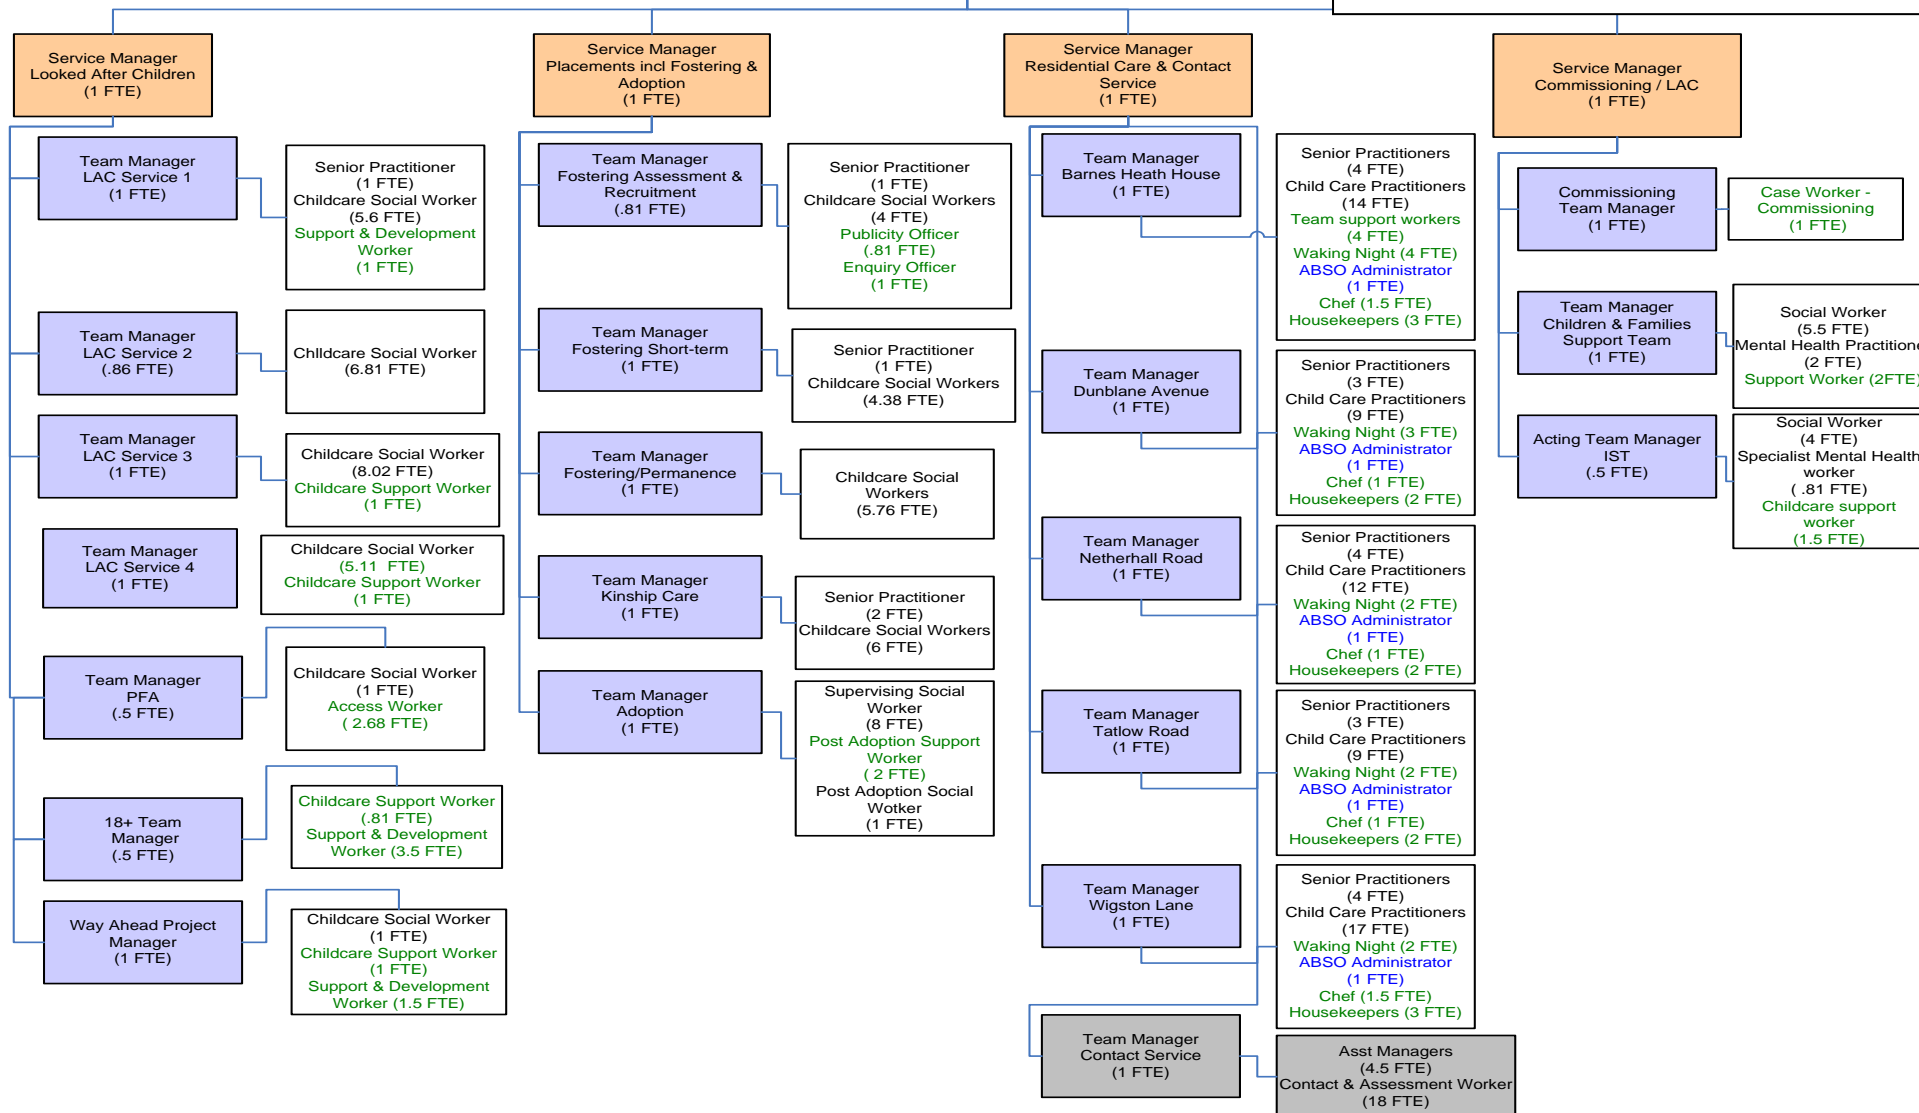 Service Manager
Looked After Children
(1 FTE)
Team Manager
LAC Service 1
(1 FTE)
Senior Practitioner
(1 FTE)
Childcare Social Worker
(5.6 FTE)
Support & Development
Worker
(1 FTE)
Team Manager
LAC Service 2
(.86 FTE)
Childcare Social Worker
(6.81 FTE)
Team Manager
LAC Service 3
(1 FTE)
Childcare Social Worker
(8.02 FTE)
Childcare Support Worker
(1 FTE)
Team Manager
LAC Service 4
(1 FTE)
Childcare Social Worker
(5.11 FTE)
Childcare Support Worker
(1 FTE)
Team Manager
PFA
(.5 FTE)
Childcare Social Worker
(1 FTE)
Access Worker
( 2.68 FTE)
18+ Team
Manager
(.5 FTE)
Childcare Support Worker
(.81 FTE)
Support & Development
Worker (3.5 FTE)
Way Ahead Project
Manager
(1 FTE)
Childcare Social Worker
(1 FTE)
Childcare Support Worker
(1 FTE)
Support & Development
Worker (1.5 FTE)
Service Manager
Placements incl Fostering &
Adoption
(1 FTE)
Team Manager
Fostering Assessment &
Recruitment
(.81 FTE)
Senior Practitioner
(1 FTE)
Childcare Social Workers
(4 FTE)
Publicity Officer
(.81 FTE)
Enquiry Officer
(1 FTE)
Team Manager
Fostering Short-term
(1 FTE)
Senior Practitioner
(1 FTE)
Childcare Social Workers
(4.38 FTE)
Team Manager
Fostering/Permanence
(1 FTE)
Childcare Social
Workers
(5.76 FTE)
Team Manager
Kinship Care
(1 FTE)
Senior Practitioner
(2 FTE)
Childcare Social Workers
(6 FTE)
Team Manager
Adoption
(1 FTE)
Supervising Social
Worker
(8 FTE)
Post Adoption Support
Worker
( 2 FTE)
Post Adoption Social
Wotker
(1 FTE)
Service Manager
Residential Care & Contact
Service
(1 FTE)
Team Manager
Barnes Heath House
(1 FTE)
Senior Practitioners
(4 FTE)
Child Care Practitioners
(14 FTE)
Team support workers
(4 FTE)
Waking Night (4 FTE)
ABSO Administrator
(1 FTE)
Chef (1.5 FTE)
Housekeepers (3 FTE)
Team Manager
Dunblane Avenue
(1 FTE)
Senior Practitioners
(3 FTE)
Child Care Practitioners
(9 FTE)
Waking Night (3 FTE)
ABSO Administrator
(1 FTE)
Chef (1 FTE)
Housekeepers (2 FTE)
Team Manager
Netherhall Road
(1 FTE)
Senior Practitioners
(4 FTE)
Child Care Practitioners
(12 FTE)
Waking Night (2 FTE)
ABSO Administrator
(1 FTE)
Chef (1 FTE)
Housekeepers (2 FTE)
Team Manager
Tatlow Road
(1 FTE)
Senior Practitioners
(3 FTE)
Child Care Practitioners
(9 FTE)
Waking Night (2 FTE)
ABSO Administrator
(1 FTE)
Chef (1 FTE)
Housekeepers (2 FTE)
Team Manager
Wigston Lane
(1 FTE)
Senior Practitioners
(4 FTE)
Child Care Practitioners
(17 FTE)
Waking Night (2 FTE)
ABSO Administrator
(1 FTE)
Chef (1.5 FTE)
Housekeepers (3 FTE)
Team Manager
Contact Service
(1 FTE)
Asst Managers
(4.5 FTE)
Contact & Assessment Worker
(18 FTE)
Service Manager
Commissioning / LAC
(1 FTE)
Commissioning
Team Manager
(1 FTE)
Case Worker -
Commissioning
(1 FTE)
Team Manager
Children & Families
Support Team
(1 FTE)
Social Worker
(5.5 FTE)
Mental Health Practitione
(2 FTE)
Support Worker (2FTE)
Acting Team Manager
IST
(.5 FTE)
Social Worker
(4 FTE)
Specialist Mental Health
worker
( .81 FTE)
Childcare support
worker
(1.5 FTE)